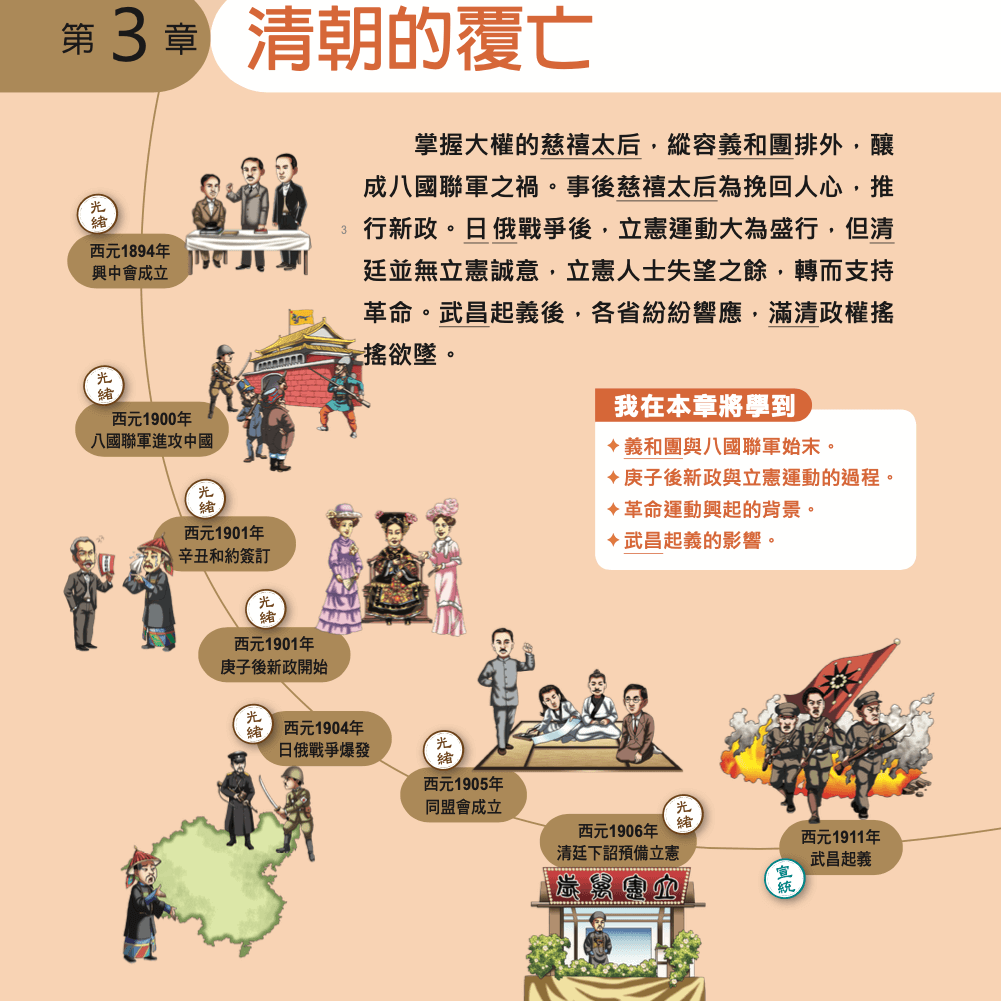 第3章
清朝的覆亡
掌握大權的慈禧太后，縱容義和團排外，釀
成八國聯軍之禍。事後慈禧太后為挽回人心，推
3
行新政。日俄戰爭後，立憲運動大為盛行，但清
廷並無立憲誠意，立憲人士失望之餘，轉而支持
革命。武昌起義後，各省紛紛響應，滿清政權搖
搖欲墜。
我在本章將學到
義和團與八國聯軍始末。
庚子後新政與立憲運動的過程。
革命運動興起的背景。
武昌起義的影響。
光緒
西元1894年
興中會成立
光緒
西元1900年
八國聯軍進攻中國
光緒
西元1901年
辛丑和約簽訂
光緒
西元1901年
庚子後新政開始
光緒
西元1904年
日俄戰爭爆發
光緒
西元1905年
同盟會成立
光緒
西元1906年
清廷下詔預備立憲
歲萬憲立
西元1911年
武昌起義
宣統